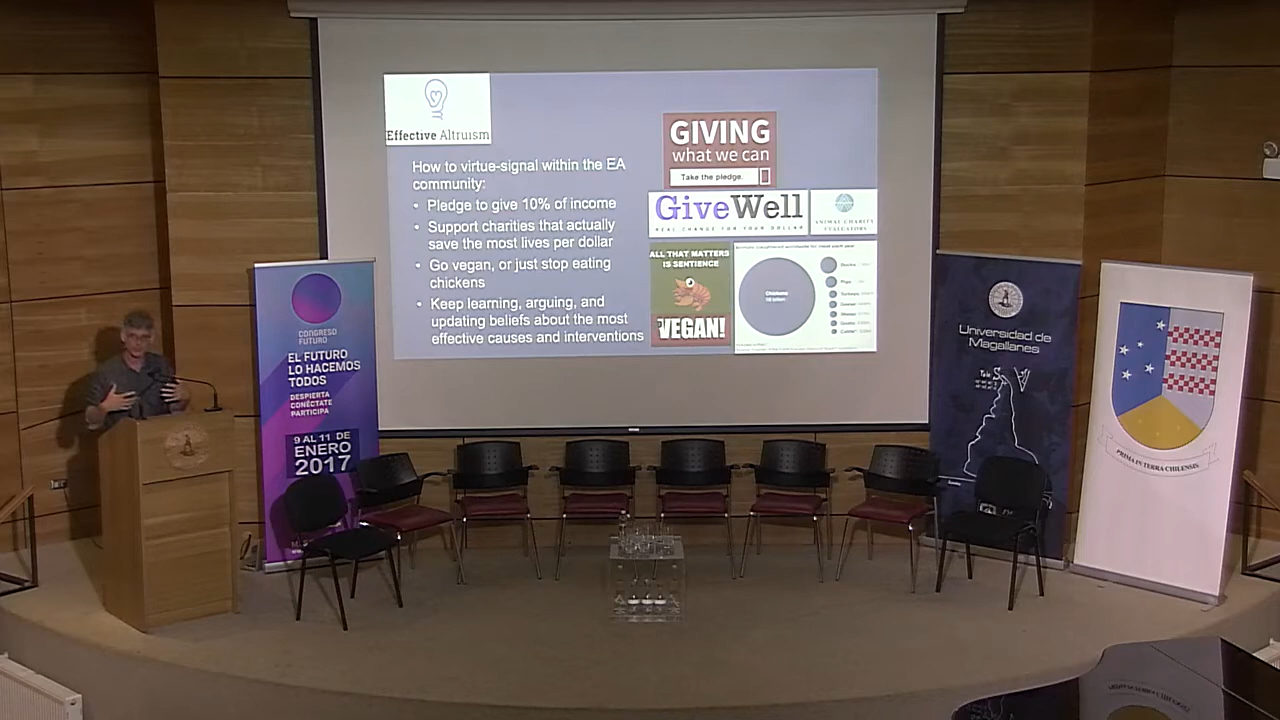 Effective Altruism
How to virtue-signal within the EA
community:
• Pledge to give 10% of income
• Support charities that actually
save the most lives per dollar
• Go vegan, or just stop eating
chickens
• Keep learning, arguing, and
updating beliefs about the most
effective causes and interventions
GIVING
what we can
Take the pledge.
GiveWell
REAL CHANGE FOR YOUR DOLLAR
ANIMAL CHARITY
EVALUATORS
ALL THAT MATTERS
IS SENTIENCE
VEGAN!
Chickens
CONGRESO
FUTURO
EL FUTURO
LO HACEMOS
TODOS
DESPIERTA
CONÉCTATE
PARTICIPA
9 AL 11 DE
ENERO
2017
Universidad de
Magallanes
PRIMA IN TERRA CHILENSIS